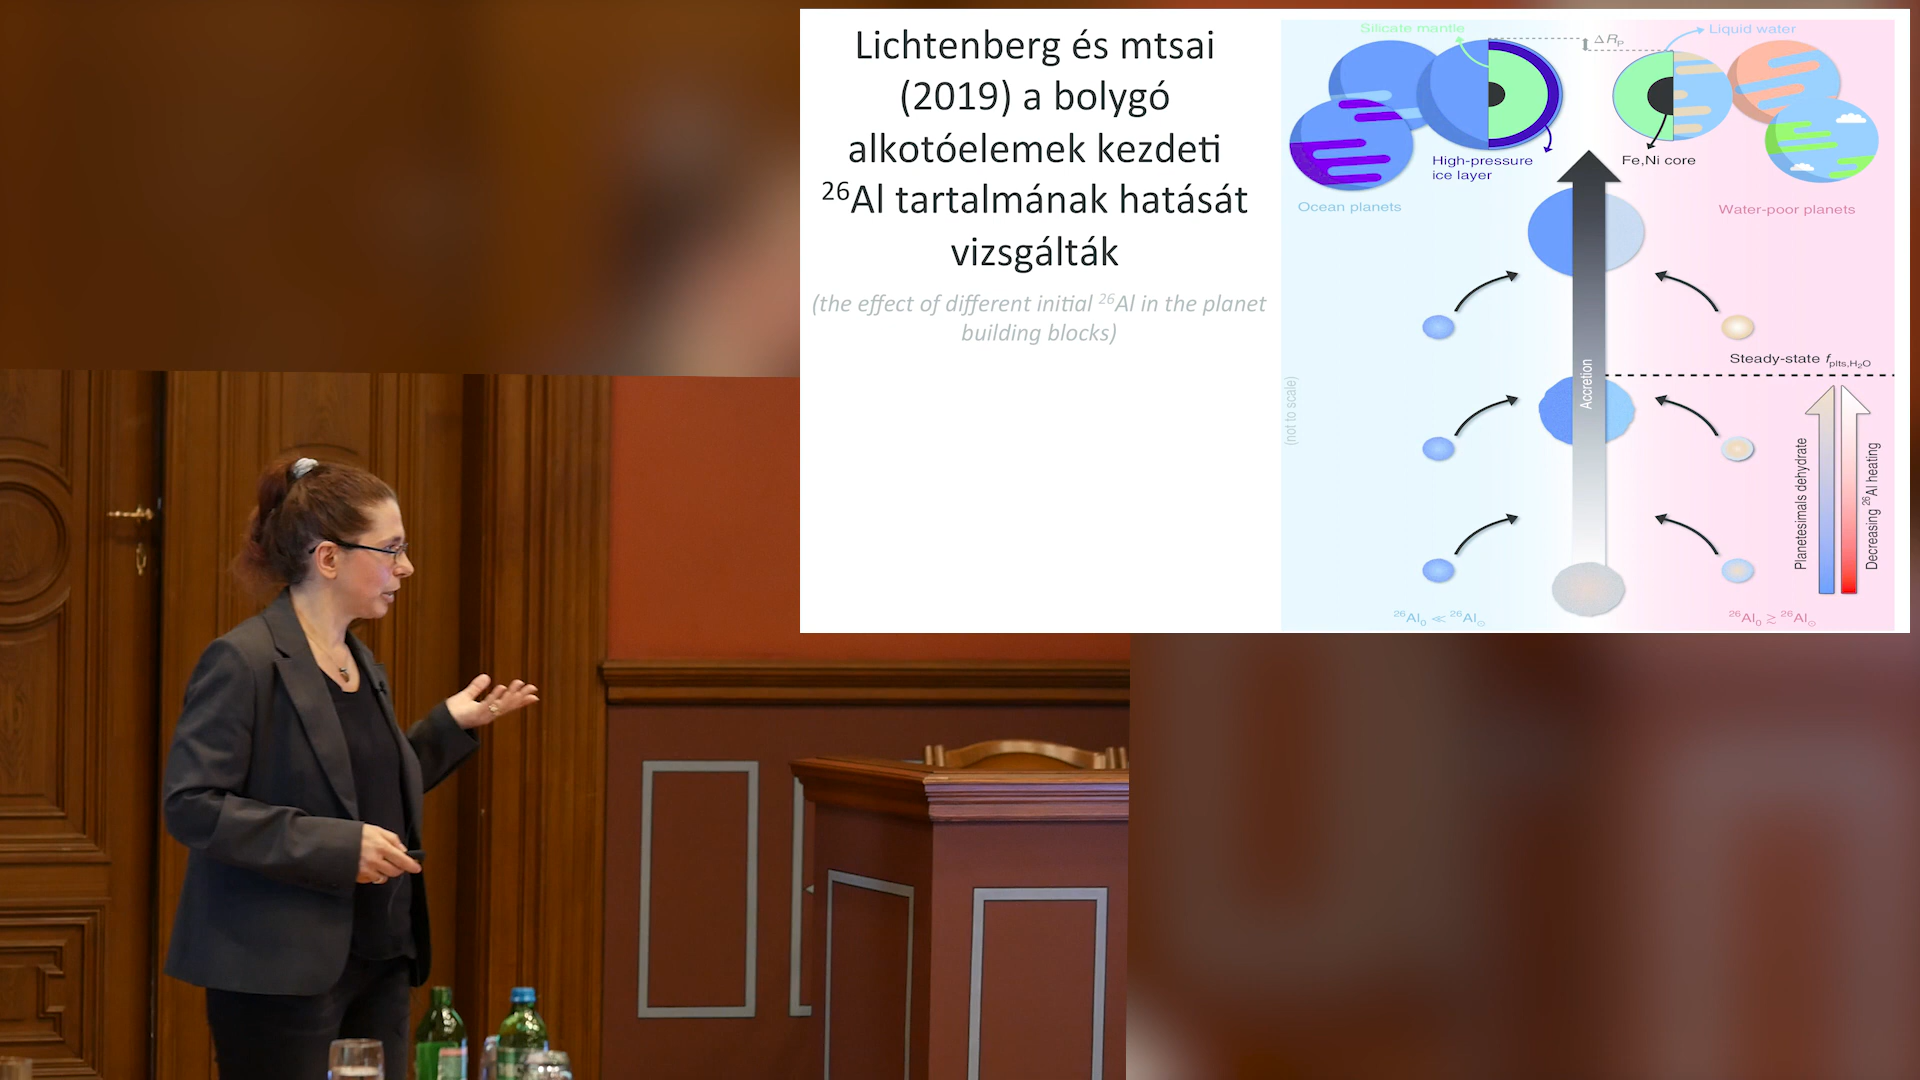 Lichtenberg és mtsai
(2019) a bolygó
alkotóelemek kezdeti
²⁶Al tartalmának hatását
vizsgálták
(the effect of different initial ²⁶Al in the planet
building blocks)
Silicate mantle
ΔRₚ
Liquid water
High-pressure
ice layer
Fe,Ni core
Ocean planets
Water-poor planets
Steady-state f plts,H₂O
Accretion
(not to scale)
Planetesimals dehydrate
Decreasing ²⁶Al heating
²⁶Al₀ ≪ ²⁶Al☉
²⁶Al₀ ≳ ²⁶Al☉